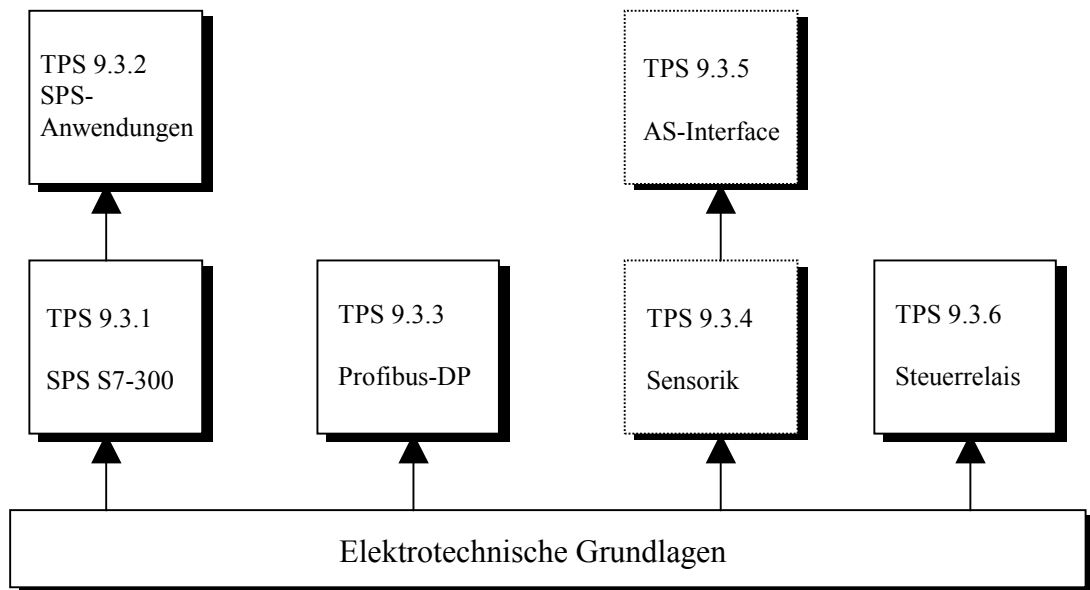 TPS 9.3.2
SPS-
Anwendungen
TPS 9.3.5
AS-Interface
TPS 9.3.1
SPS S7-300
TPS 9.3.3
Profibus-DP
TPS 9.3.4
Sensorik
TPS 9.3.6
Steuerrelais
Elektrotechnische Grundlagen